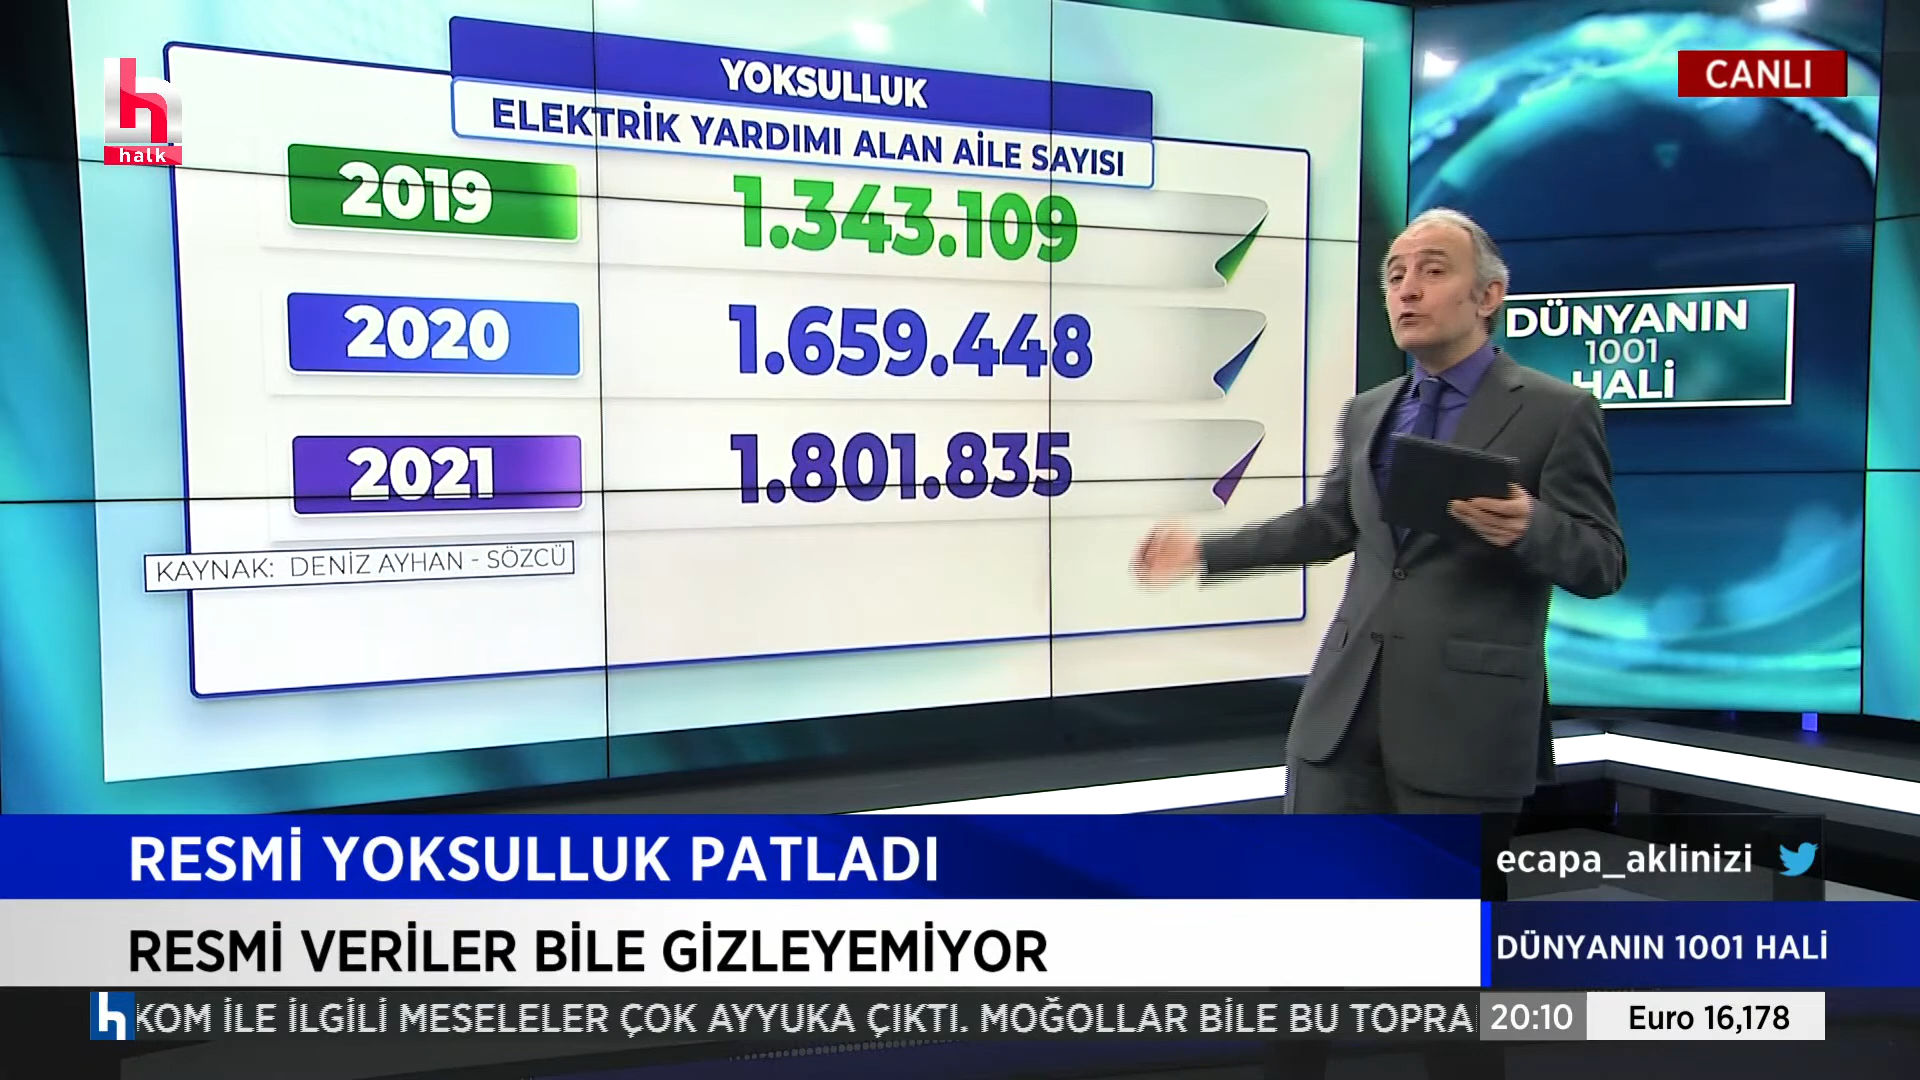 h
halk
CANLI
YOKSULLUK
ELEKTRİK YARDIMI ALAN AİLE SAYISI
2019 1.343.109
2020 1.659.448
2021 1.801.835
KAYNAK: DENİZ AYHAN - SÖZCÜ
DÜNYANIN
1001
HALİ
RESMİ YOKSULLUK PATLADI
ecapa_aklinizi
RESMİ VERİLER BİLE GİZLEYEMİYOR
DÜNYANIN 1001 HALİ
h KOM İLE İLGİLİ MESELELER ÇOK AYYUKA ÇIKTI. MOĞOLLAR BİLE BU TOPRA 20:10 Euro 16,178